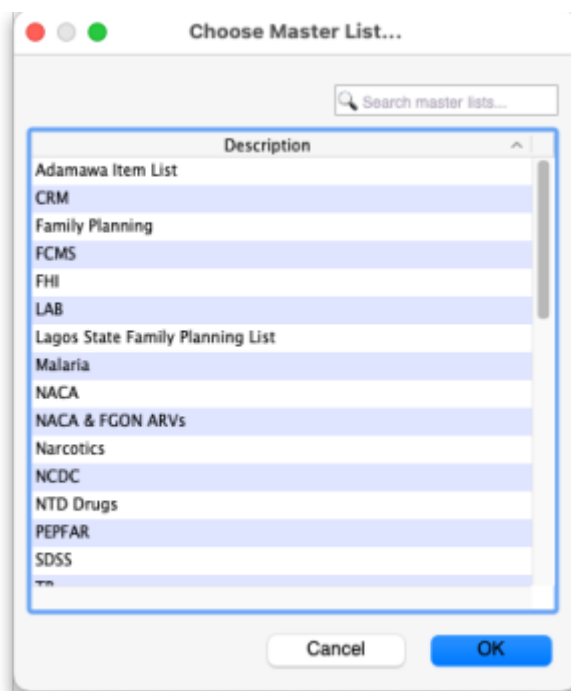 Choose Master List...
Search master lists...
Description
Adamawa Item List
CRM
Family Planning
FCMS
FHI
LAB
Lagos State Family Planning List
Malaria
NACA
NACA & FGON ARVs
Narcotics
NCDC
NTD Drugs
PEPFAR
SDSS
Cancel
OK